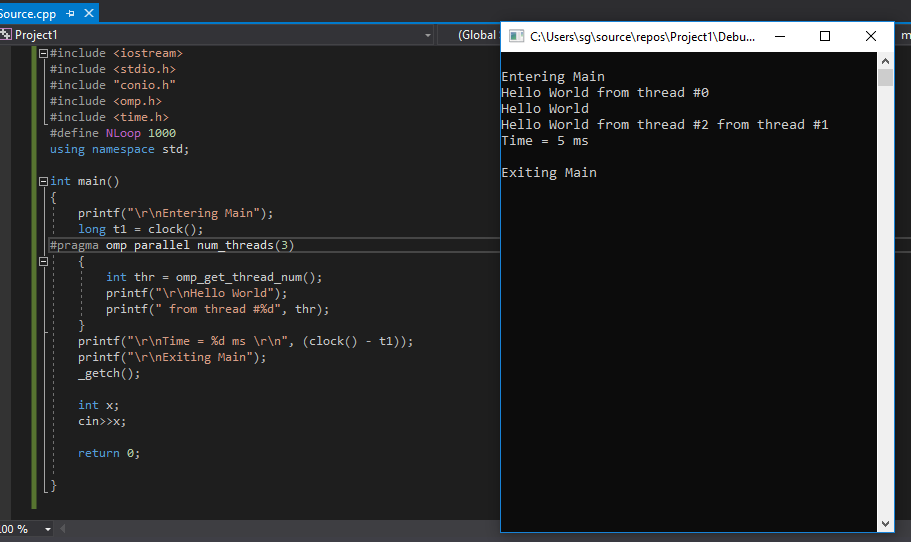 Source.cpp
Project1
(Global
#include <iostream>
#include <stdio.h>
#include "conio.h"
#include <omp.h>
#include <time.h>
#define NLoop 1000
using namespace std;
int main()
{
printf("\r\nEntering Main");
long t1 = clock();
#pragma omp parallel num_threads(3)
{
int thr = omp_get_thread_num();
printf("\r\nHello World");
printf(" from thread #%d", thr);
}
printf("\r\nTime = %d ms \r\n", (clock() - t1));
printf("\r\nExiting Main");
_getch();
int x;
cin>>x;
return 0;
}
00 %
C:\Users\sg\source\repos\Project1\Debu...
m
Entering Main
Hello World from thread #0
Hello World
Hello World from thread #2 from thread #1
Time = 5 ms
Exiting Main